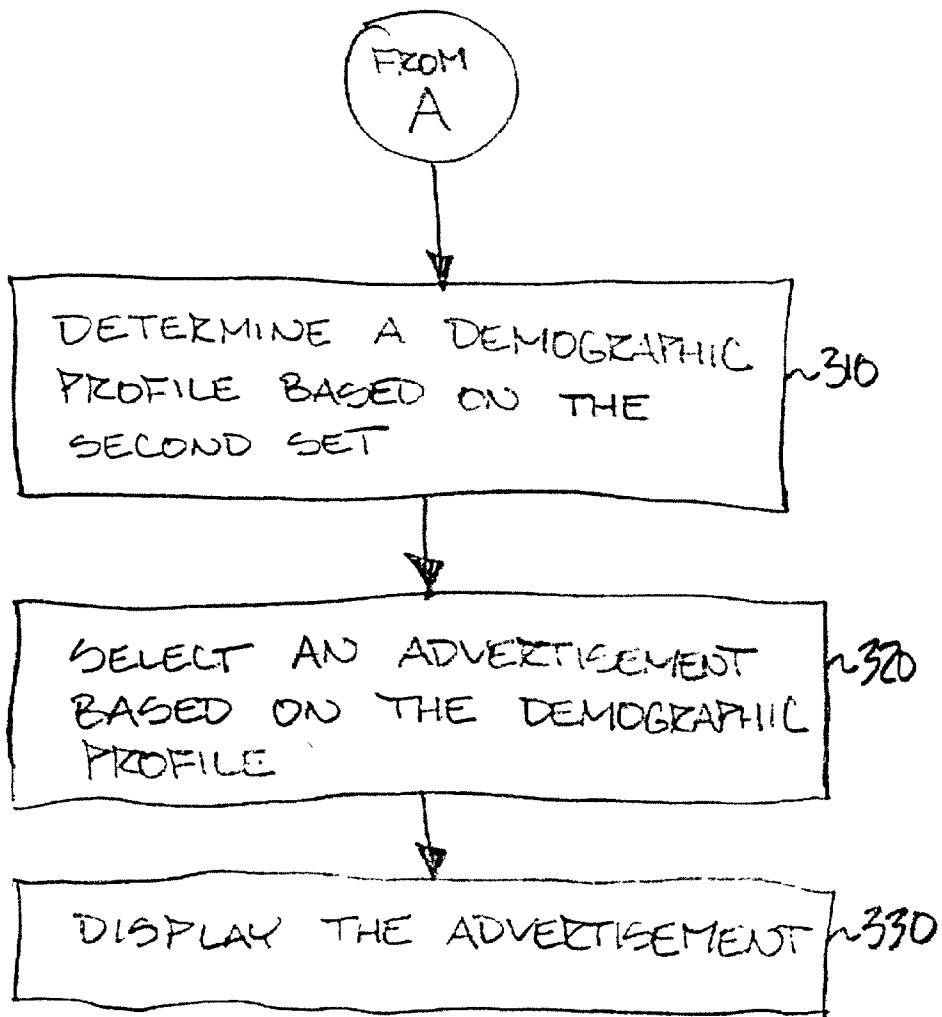 FROM
A
DETERMINE A DEMOGRAPHIC
PROFILE BASED ON THE
SECOND SET
310
SELECT AN ADVERTISEMENT
BASED ON THE DEMOGRAPHIC
PROFILE
320
DISPLAY THE ADVERTISEMENT
330